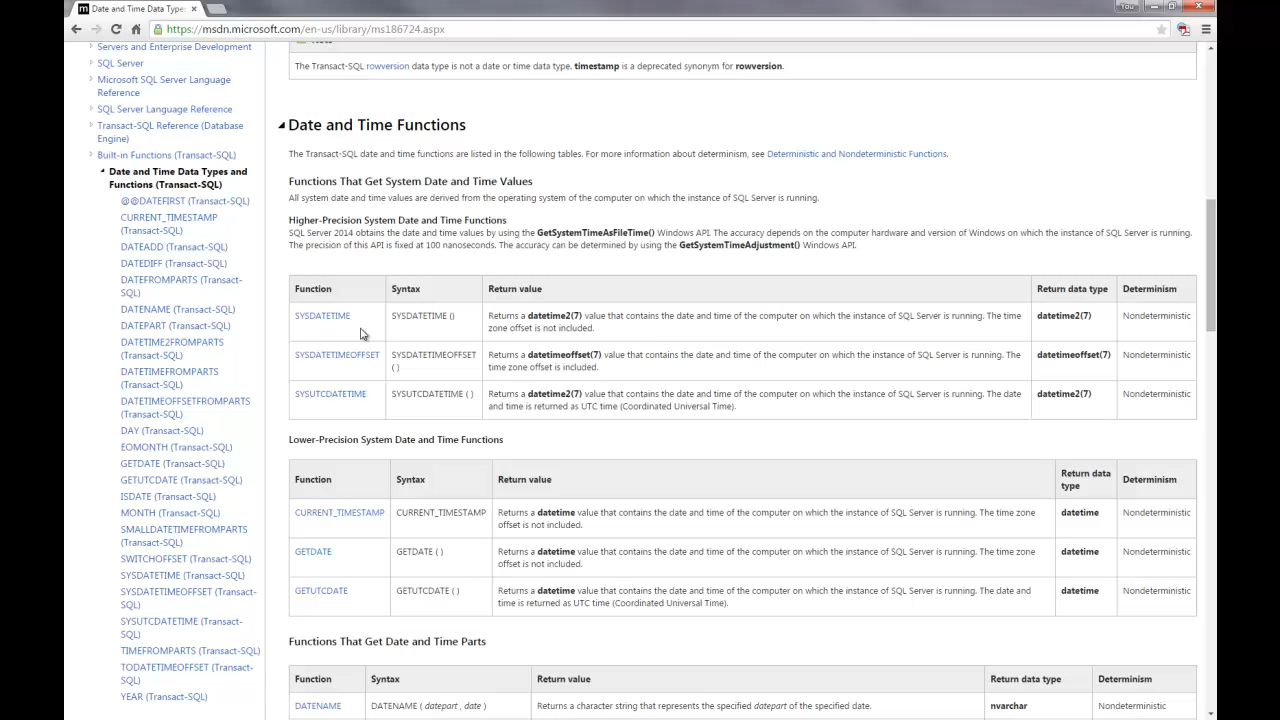 Date and Time Data Types
You
https://msdn.microsoft.com/en-us/library/ms186724.aspx
Servers and Enterprise Development
SQL Server
Microsoft SQL Server Language
Reference
SQL Server Language Reference
Transact-SQL Reference (Database
Engine)
Built-in Functions (Transact-SQL)
Date and Time Data Types and
Functions (Transact-SQL)
@@DATEFIRST (Transact-SQL)
CURRENT_TIMESTAMP
(Transact-SQL)
DATEADD (Transact-SQL)
DATEDIFF (Transact-SQL)
DATEFROMPARTS (Transact-
SQL)
DATENAME (Transact-SQL)
DATEPART (Transact-SQL)
DATETIME2FROMPARTS
(Transact-SQL)
DATETIMEFROMPARTS
(Transact-SQL)
DATETIMEOFFSETFROMPARTS
(Transact-SQL)
DAY (Transact-SQL)
EOMONTH (Transact-SQL)
GETDATE (Transact-SQL)
GETUTCDATE (Transact-SQL)
ISDATE (Transact-SQL)
MONTH (Transact-SQL)
SMALLDATETIMEFROMPARTS
(Transact-SQL)
SWITCHOFFSET (Transact-SQL)
SYSDATETIME (Transact-SQL)
SYSDATETIMEOFFSET (Transact-
SQL)
SYSUTCDATETIME (Transact-
SQL)
TIMEFROMPARTS (Transact-SQL)
TODATETIMEOFFSET (Transact-
SQL)
YEAR (Transact-SQL)
The Transact-SQL rowversion data type is not a date or time data type. timestamp is a deprecated synonym for rowversion.
Date and Time Functions
The Transact-SQL date and time functions are listed in the following tables. For more information about determinism, see Deterministic and Nondeterministic Functions.
Functions That Get System Date and Time Values
All system date and time values are derived from the operating system of the computer on which the instance of SQL Server is running.
Higher-Precision System Date and Time Functions
SQL Server 2014 obtains the date and time values by using the GetSystemTimeAsFileTime() Windows API. The accuracy depends on the computer hardware and version of Windows on which the instance of SQL Server is running.
The precision of this API is fixed at 100 nanoseconds. The accuracy can be determined by using the GetSystemTimeAdjustment() Windows API.
Function Syntax Return value Return data type Determinism
SYSDATETIME SYSDATETIME () Returns a datetime2(7) value that contains the date and time of the computer on which the instance of SQL Server is running. The time datetime2(7) Nondeterministic
zone offset is not included.
SYSDATETIMEOFFSET SYSDATETIMEOFFSET Returns a datetimeoffset(7) value that contains the date and time of the computer on which the instance of SQL Server is running. The datetimeoffset(7) Nondeterministic
( ) time zone offset is included.
SYSUTCDATETIME SYSUTCDATETIME ( ) Returns a datetime2(7) value that contains the date and time of the computer on which the instance of SQL Server is running. The date datetime2(7) Nondeterministic
and time is returned as UTC time (Coordinated Universal Time).
Lower-Precision System Date and Time Functions
Function Syntax Return value Return data type Determinism
CURRENT_TIMESTAMP CURRENT_TIMESTAMP Returns a datetime value that contains the date and time of the computer on which the instance of SQL Server is running. The time zone datetime Nondeterministic
offset is not included.
GETDATE GETDATE ( ) Returns a datetime value that contains the date and time of the computer on which the instance of SQL Server is running. The time zone datetime Nondeterministic
offset is not included.
GETUTCDATE GETUTCDATE ( ) Returns a datetime value that contains the date and time of the computer on which the instance of SQL Server is running. The date and datetime Nondeterministic
time is returned as UTC time (Coordinated Universal Time).
Functions That Get Date and Time Parts
Function Syntax Return value Return data type Determinism
DATENAME DATENAME ( datepart , date ) Returns a character string that represents the specified datepart of the specified date. nvarchar Nondeterministic